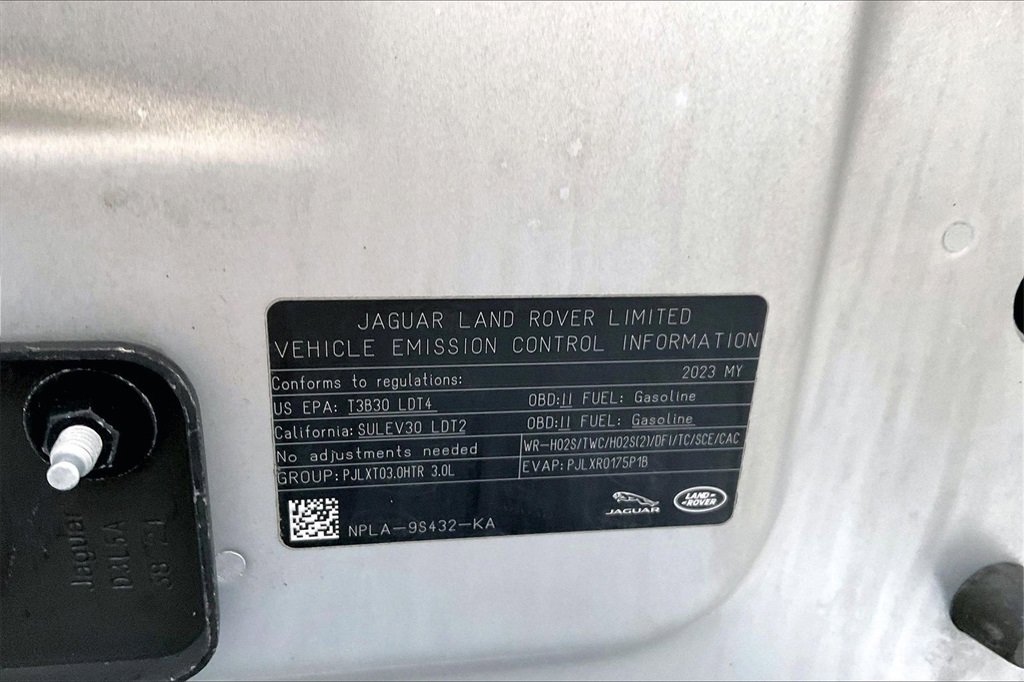 JAGUAR LAND ROVER LIMITED
VEHICLE EMISSION CONTROL INFORMATION
Conforms to regulations: 2023 MY
US EPA: T3B30 LDT4 OBD:II FUEL: Gasoline
California: SULEV30 LDT2 OBD:II FUEL: Gasoline
No adjustments needed WR-HO2S/TWC/HO2S(2)/DFI/TC/SCE/CAC
GROUP: PJLXT03.0HTR 3.0L EVAP: PJLXR0175P1B
NPLA-9S432-KA
JAGUAR
LAND-
ROVER
Jaguar